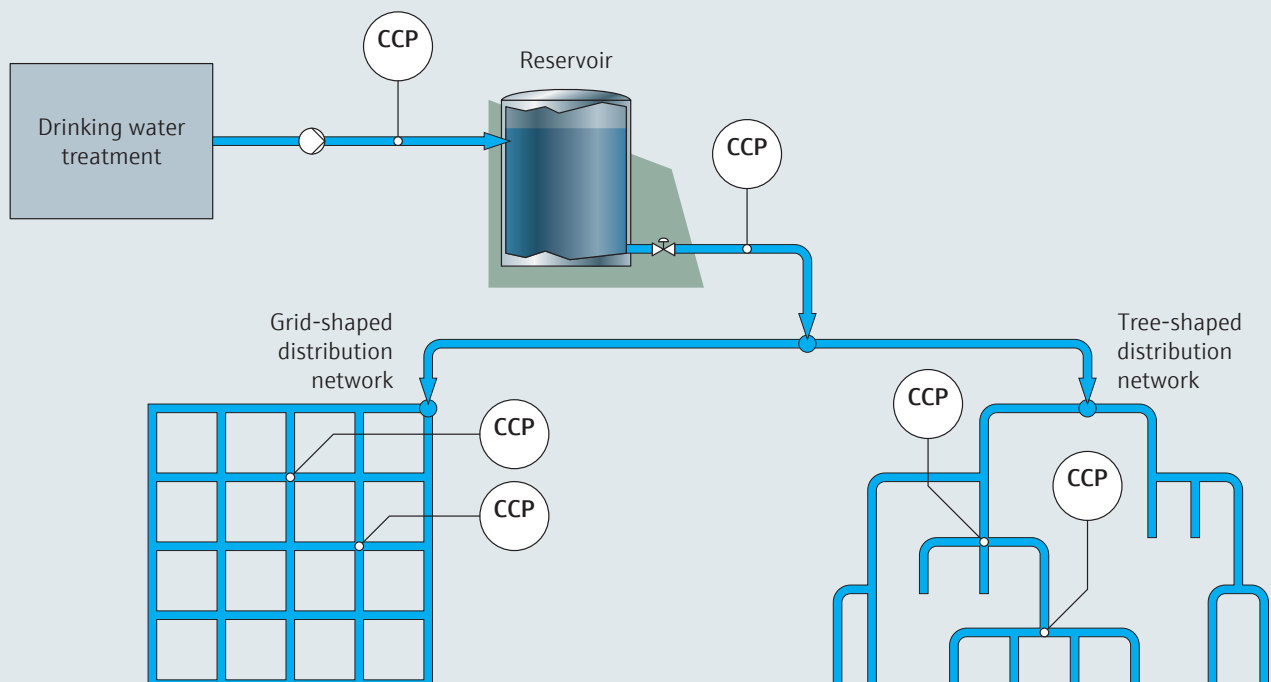 CCP
Reservoir
Drinking water
treatment
CCP
Grid-shaped
distribution
network
Tree-shaped
distribution
network
CCP
CCP
CCP
CCP